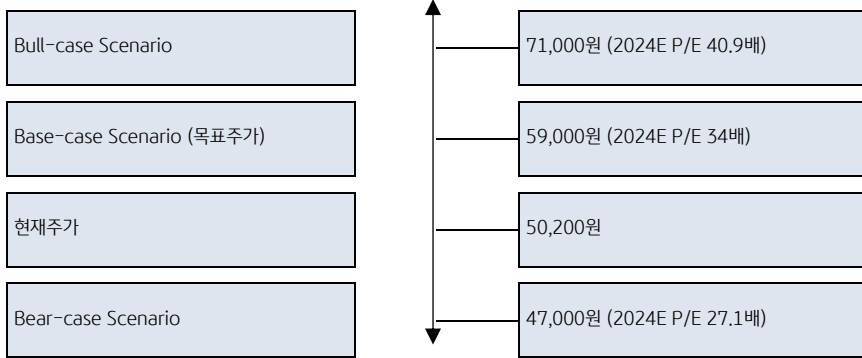 Bull-case Scenario
71,000원 (2024E P/E 40.9배)
Base-case Scenario (목표주가)
59,000원 (2024E P/E 34배)
현재주가
50,200원
Bear-case Scenario
47,000원 (2024E P/E 27.1배)